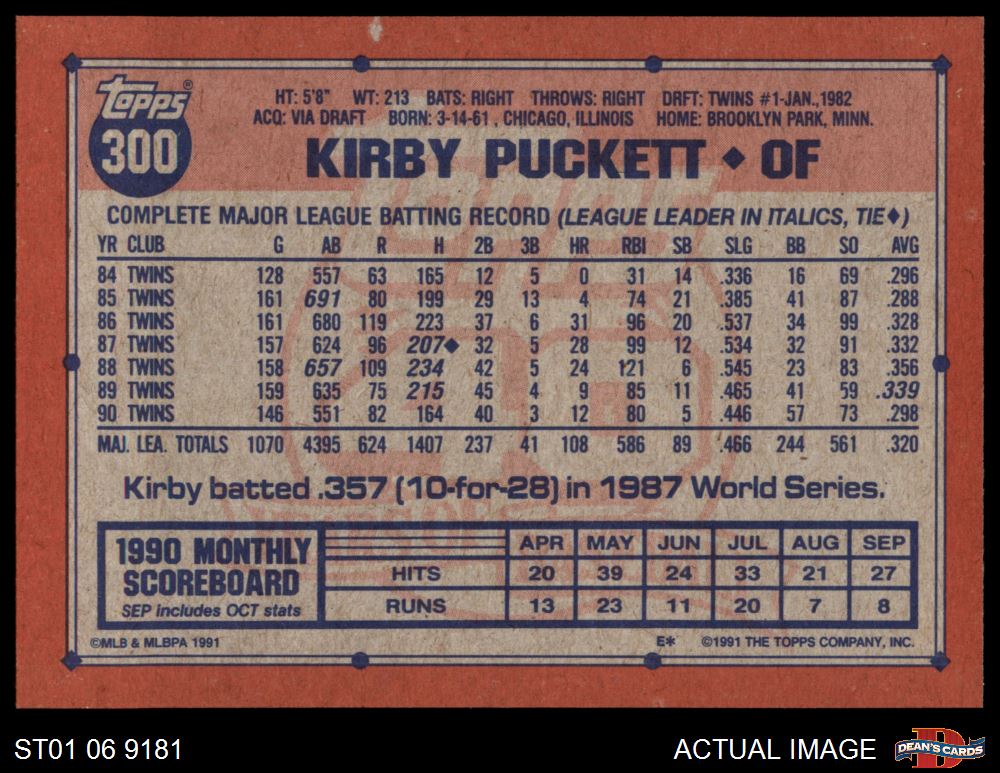 TOPPS®
300
HT: 5'8" WT: 213 BATS: RIGHT THROWS: RIGHT DRFT: TWINS #1-JAN.,1982
ACQ: VIA DRAFT BORN: 3-14-61 , CHICAGO, ILLINOIS HOME: BROOKLYN PARK, MINN.
KIRBY PUCKETT ♦ OF
COMPLETE MAJOR LEAGUE BATTING RECORD (LEAGUE LEADER IN ITALICS, TIE♦)
YR CLUB G AB R H 2B 3B HR RBI SB SLG BB SO AVG
84 TWINS 128 557 63 165 12 5 0 31 14 .336 16 69 .296
85 TWINS 161 691 80 199 29 13 4 74 21 .385 41 87 .288
86 TWINS 161 680 119 223 37 6 31 96 20 .537 34 99 .328
87 TWINS 157 624 96 207♦ 32 5 28 99 12 .534 32 91 .332
88 TWINS 158 657 109 234 42 5 24 121 6 .545 23 83 .356
89 TWINS 159 635 75 215 45 4 9 85 11 .465 41 59 .339
90 TWINS 146 551 82 164 40 3 12 80 5 .446 57 73 .298
MAJ. LEA. TOTALS 1070 4395 624 1407 237 41 108 586 89 .466 244 561 .320
Kirby batted .357 (10-for-28) in 1987 World Series.
1990 MONTHLY
SCOREBOARD
SEP includes OCT stats
APR MAY JUN JUL AUG SEP
HITS 20 39 24 33 21 27
RUNS 13 23 11 20 7 8
©MLB & MLBPA 1991 E* ©1991 THE TOPPS COMPANY, INC.
ST01 06 9181 ACTUAL IMAGE DEAN'S CARDS